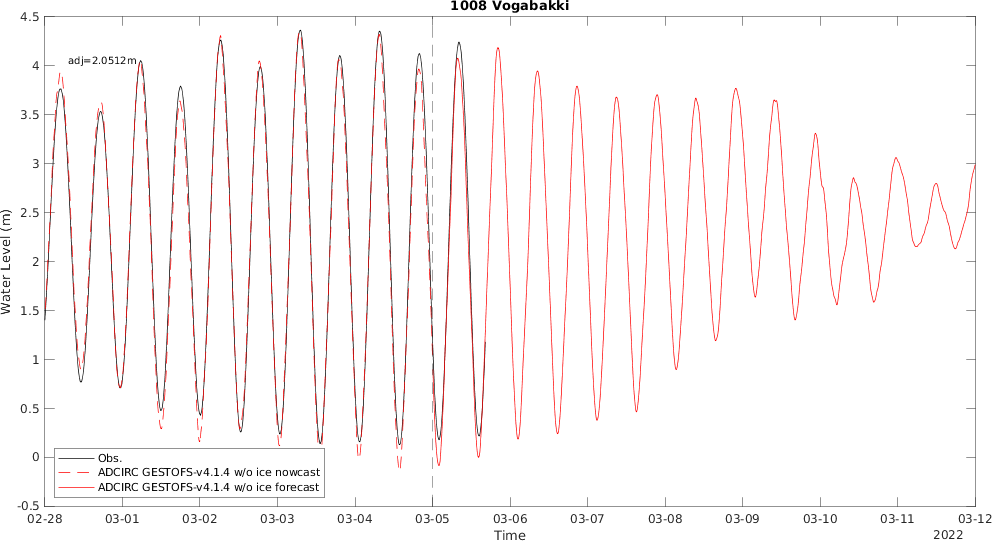 1008 Vogabakki
4.5
4
3.5
3
2.5
2
1.5
1
0.5
0
-0.5
Water Level (m)
adj=2.0512m
Obs.
ADCIRC GESTOFS-v4.1.4 w/o ice nowcast
ADCIRC GESTOFS-v4.1.4 w/o ice forecast
02-28 03-01 03-02 03-03 03-04 03-05 03-06 03-07 03-08 03-09 03-10 03-11 03-12
Time
2022